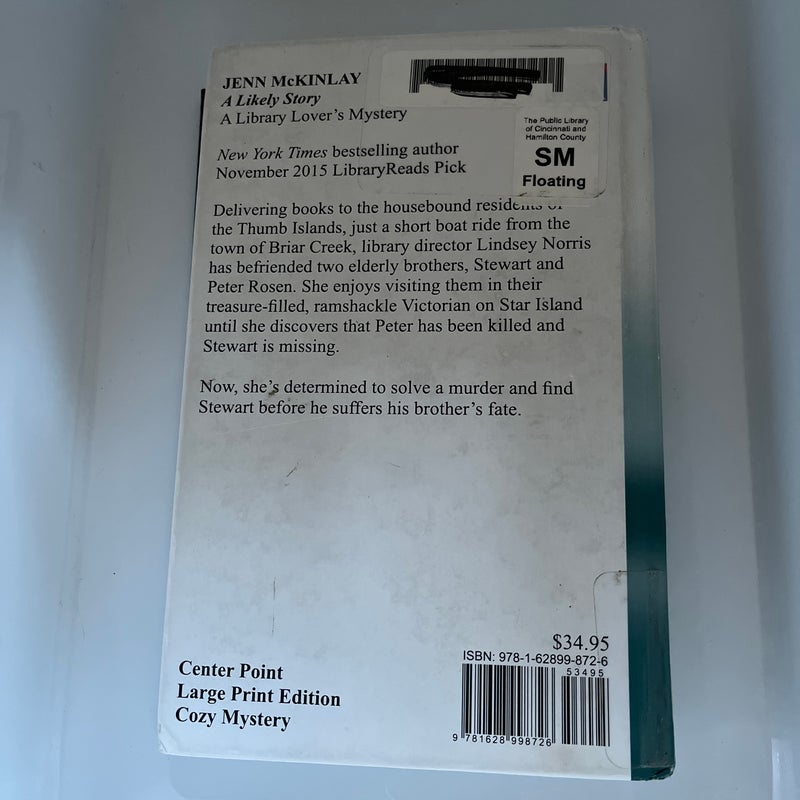 JENN McKINLAY
A Likely Story
A Library Lover's Mystery
The Public Library
of Cincinnati and
Hamilton County
SM
Floating
New York Times bestselling author
November 2015 LibraryReads Pick
Delivering books to the housebound residents of
the Thumb Islands, just a short boat ride from the
town of Briar Creek, library director Lindsey Norris
has befriended two elderly brothers, Stewart and
Peter Rosen. She enjoys visiting them in their
treasure-filled, ramshackle Victorian on Star Island
until she discovers that Peter has been killed and
Stewart is missing.
Now, she's determined to solve a murder and find
Stewart before he suffers his brother's fate.
Center Point
Large Print Edition
Cozy Mystery
$34.95
ISBN: 978-1-62899-872-6
53495
9 781628 998726